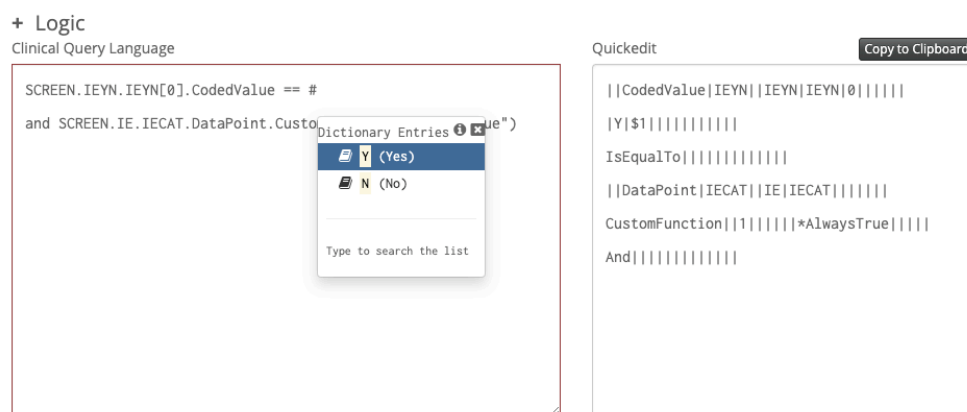 + Logic
Clinical Query Language
SCREEN.IEYN.IEYN[0].CodedValue == #
and SCREEN.IE.IECAT.DataPoint.Custo ue")
Dictionary Entries
Y (Yes)
N (No)
Type to search the list
Quickedit
Copy to Clipboard
||CodedValue|IEYN||IEYN|IEYN|0||||||
|Y|$1|||||||||||
IsEqualTo|||||||||||||
||DataPoint|IECAT||IE|IECAT|||||||
CustomFunction||1||||||*AlwaysTrue|||||
And|||||||||||||